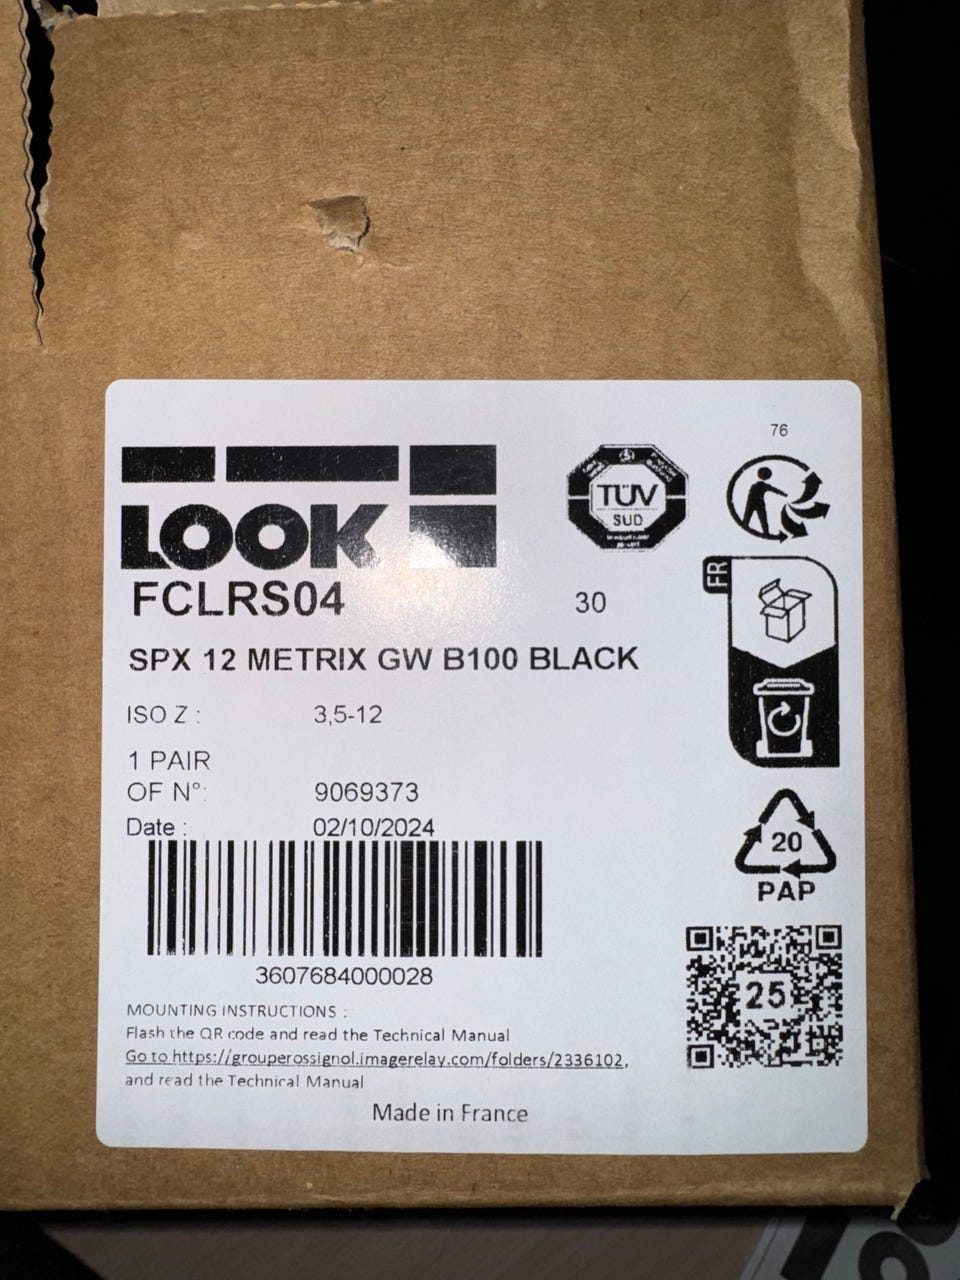 76
LOOK
TÜV
SUD
FR
FCLRS04
30
SPX 12 METRIX GW B100 BLACK
ISO Z : 3,5-12
1 PAIR
OF N°: 9069373
Date : 02/10/2024
20
PAP
3607684000028
25
MOUNTING INSTRUCTIONS :
Flash the QR code and read the Technical Manual
Go to https://grouperossignol.imagerelay.com/folders/2336102,
and read the Technical Manual
Made in France